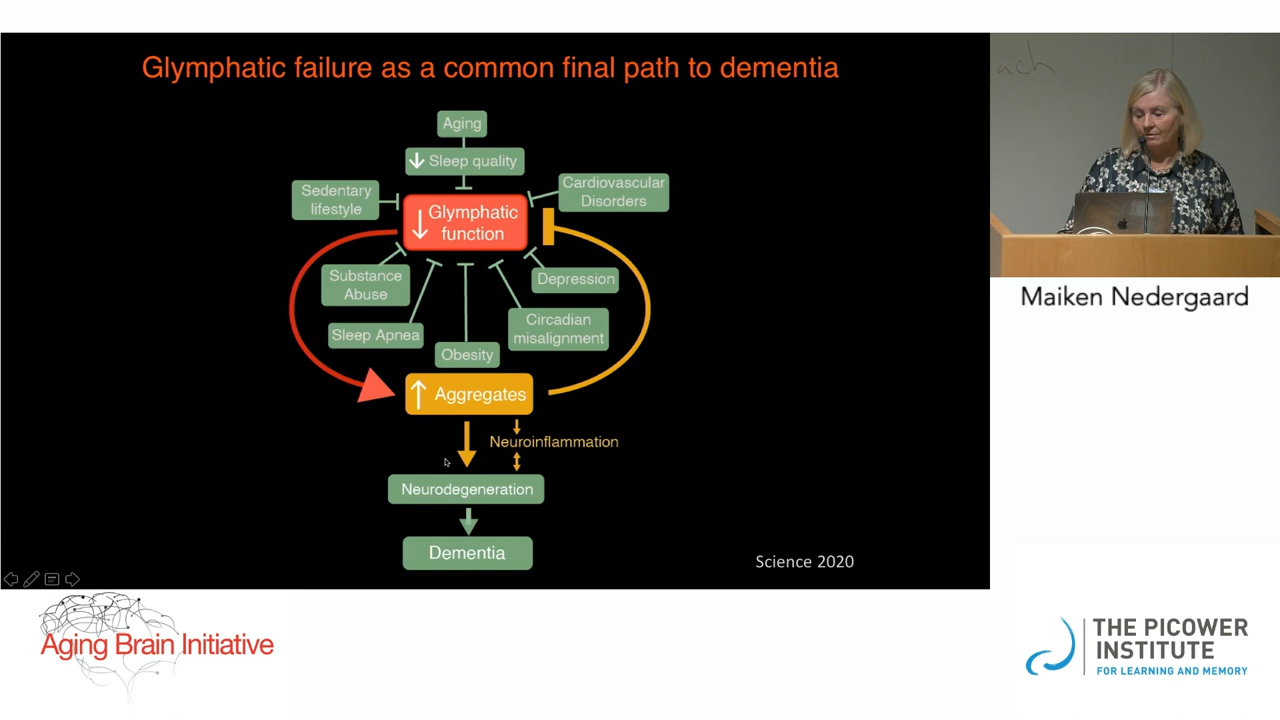 Glymphatic failure as a common final path to dementia
Aging
Sleep quality
Sedentary
lifestyle
Cardiovascular
Disorders
Glymphatic
function
Substance
Abuse
Depression
Sleep Apnea
Circadian
misalignment
Obesity
Aggregates
Neuroinflammation
Neurodegeneration
Dementia
Science 2020
ach
Maiken Nedergaard
Aging Brain Initiative
THE PICOWER
INSTITUTE
FOR LEARNING AND MEMORY